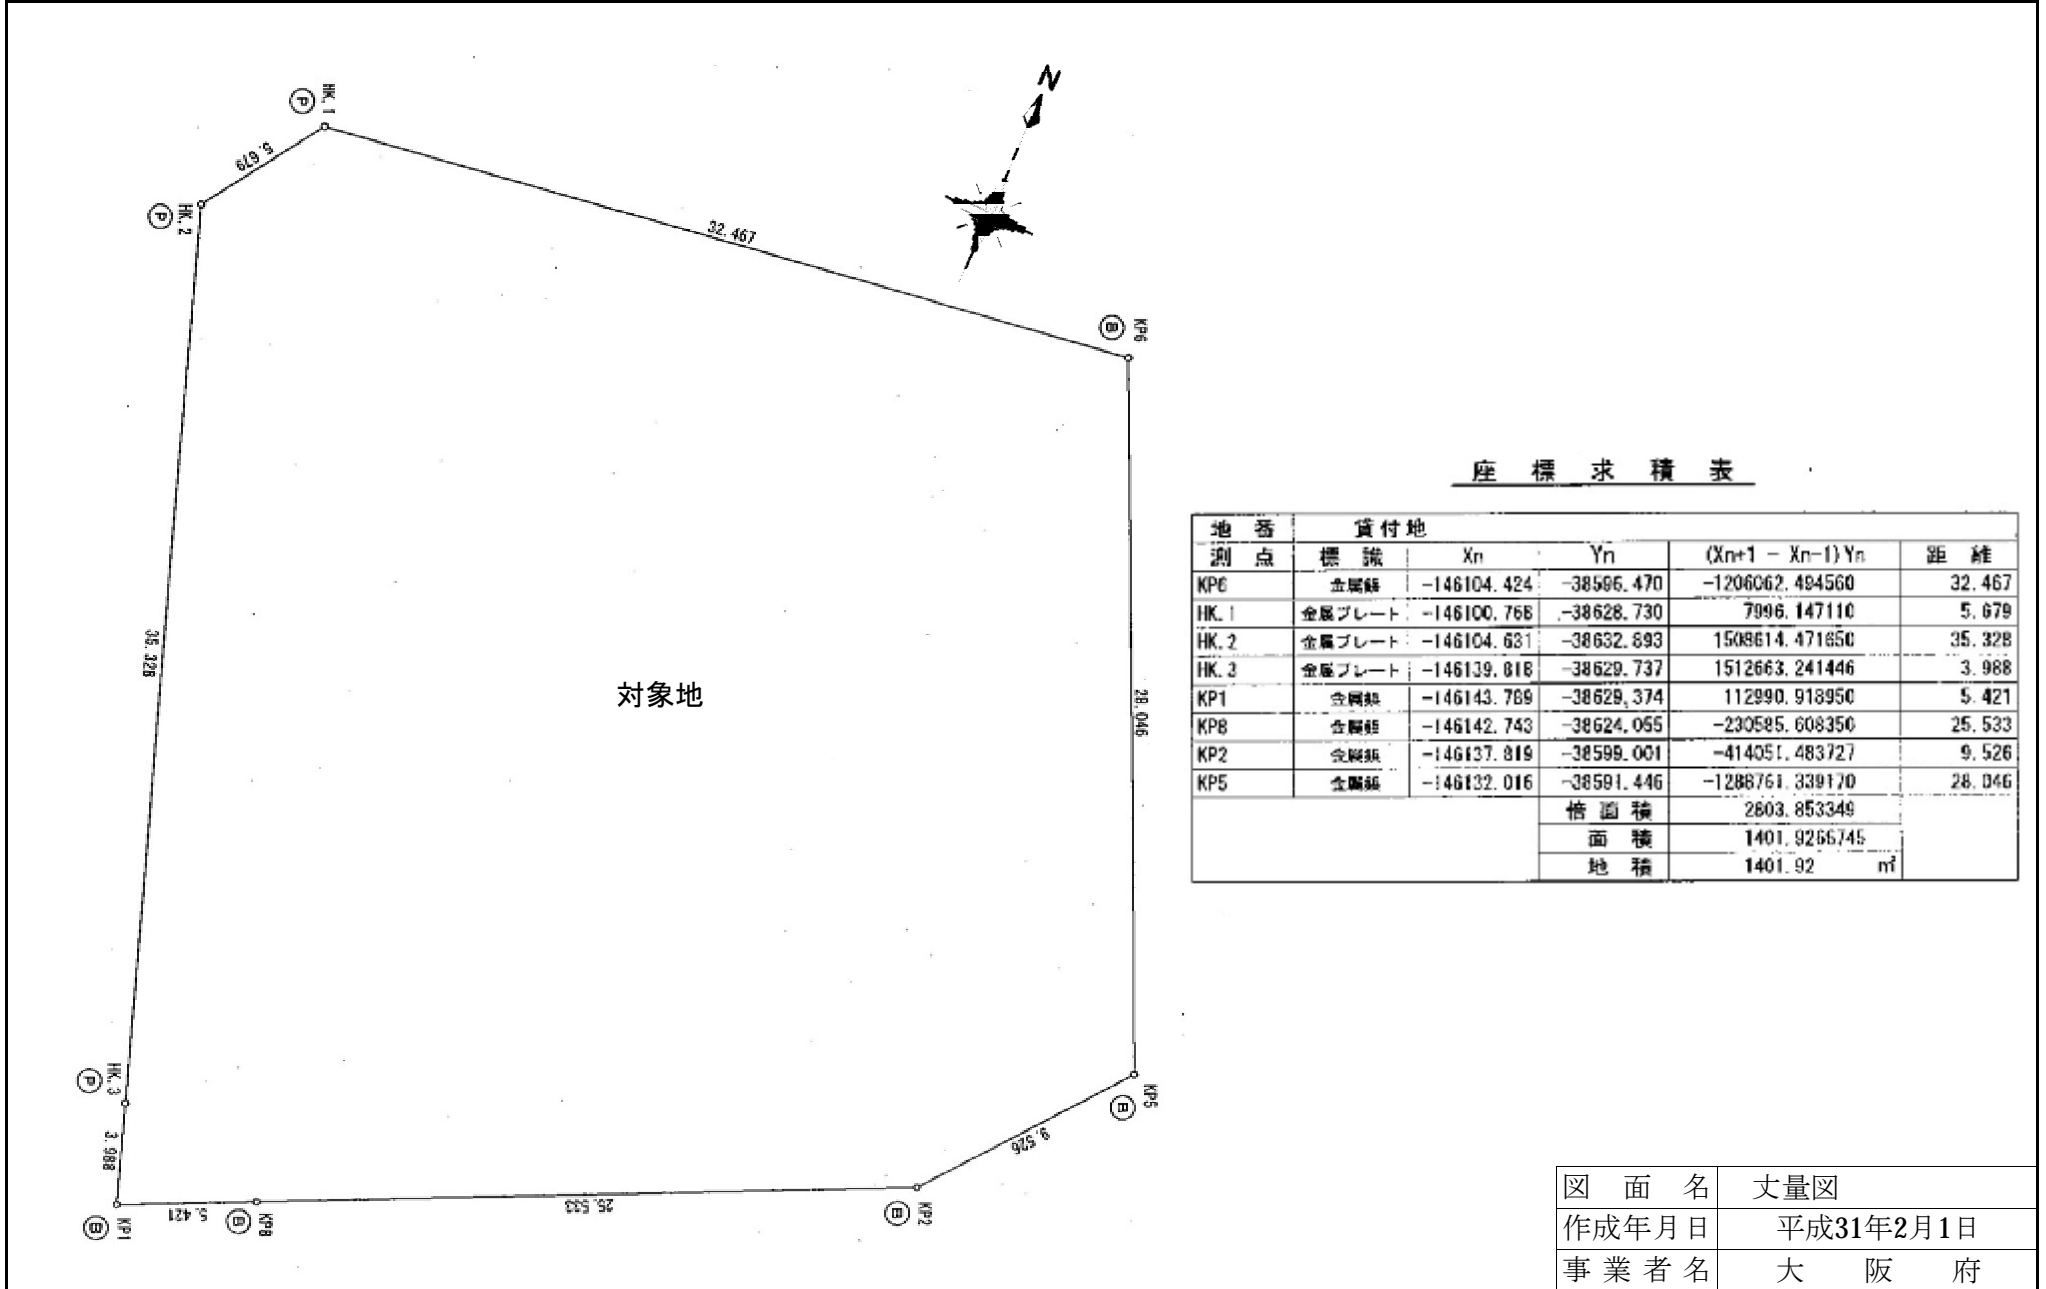 N
HK. 1
P
5. 679
HK. 2
P
32. 467
KP6
B
35. 328
対象地
28. 046
HK. 3
P
KP5
B
3. 988
9. 526
KP1
B
5. 421
KP8
B
25. 533
KP2
B
座 標 求 積 表
地 番 貸付地
測 点 標 識 Xn Yn (Xn+1 - Xn-1)Yn 距 離
KP6 金属鋲 -146104.424 -38596.470 -1206062.494560 32.467
HK. 1 金属プレート -146100.768 -38628.730 7996.147110 5.679
HK. 2 金属プレート -146104.631 -38632.893 1508614.471650 35.328
HK. 3 金属プレート -146139.818 -38629.737 1512663.241446 3.988
KP1 金属鋲 -146143.789 -38629.374 112990.918950 5.421
KP8 金属鋲 -146142.743 -38624.055 -230585.608350 25.533
KP2 金属鋲 -146137.819 -38599.001 -414051.483727 9.526
KP5 金属鋲 -146132.016 -38591.446 -1288761.339170 28.046
倍 面 積 2803.853349
面 積 1401.9266745
地 積 1401.92 ㎡
図 面 名 丈量図
作成年月日 平成31年2月1日
事 業 者 名 大 阪 府